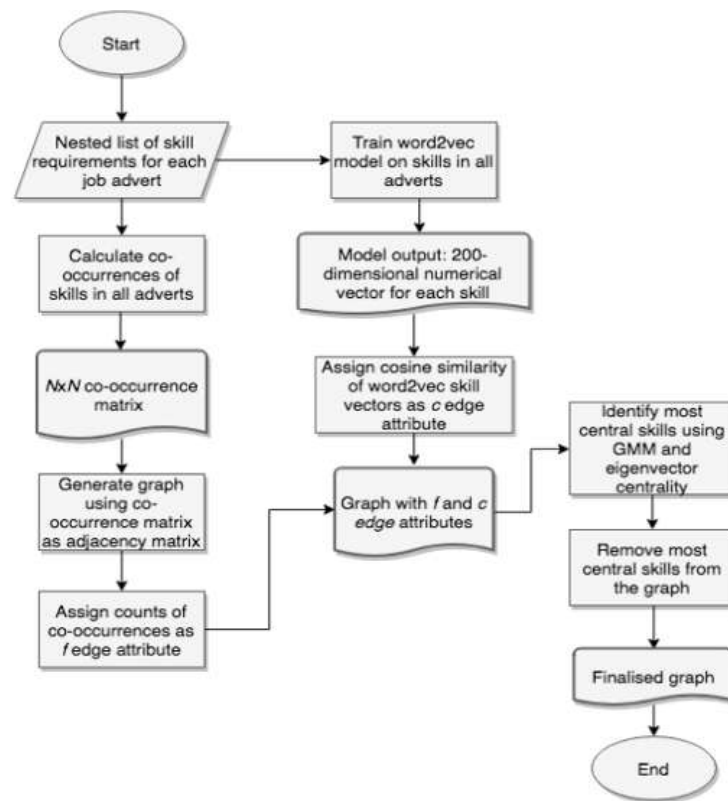 Start
Nested list of skill
requirements for each
job advert
Calculate co-
occurrences of
skills in all adverts
NxN co-occurrence
matrix
Generate graph using co-
occurrence matrix
as adjacency matrix
Assign counts of
co-occurrences as
f edge attribute
Train word2vec
model on skills in all
adverts
Model output: 200-
dimensional numerical
vector for each skill
Assign cosine similarity
of word2vec skill
vectors as c edge
attribute
Graph with f and c
edge attributes
Identify most
central skills using
GMM and
eigenvector
centrality
Remove most
central skills from
the graph
Finalised graph
End